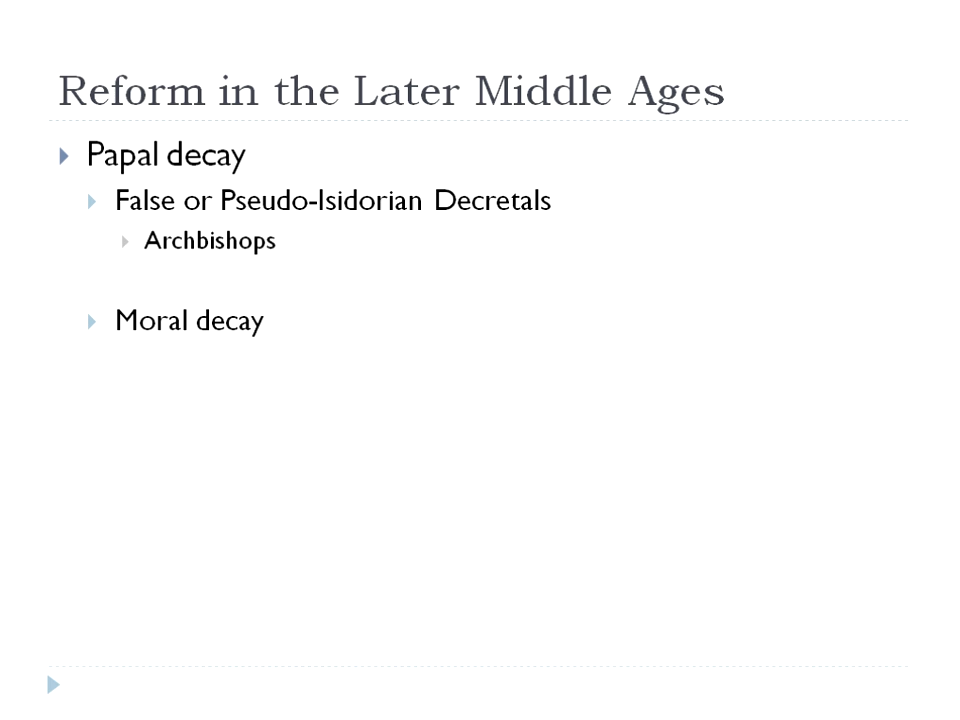 Reform in the Later Middle Ages
Papal decay
False or Pseudo-Isidorian Decretals
Archbishops
Moral decay